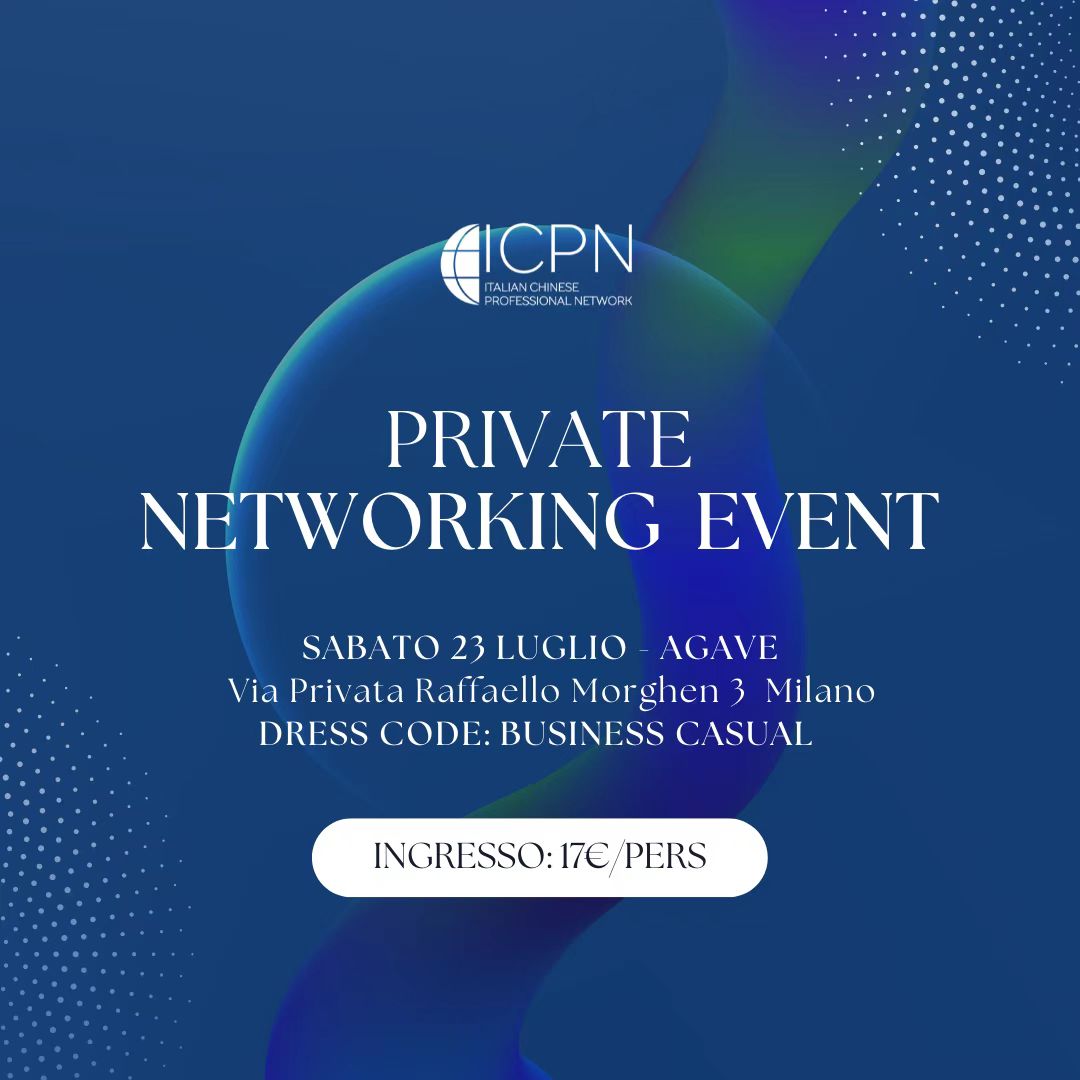 ICPN
ITALIAN CHINESE
PROFESSIONAL NETWORK
PRIVATE
NETWORKING EVENT
SABATO 23 LUGLIO - AGAVE
Via Privata Raffaello Morghen 3 Milano
DRESS CODE: BUSINESS CASUAL
INGRESSO: 17€/PERS